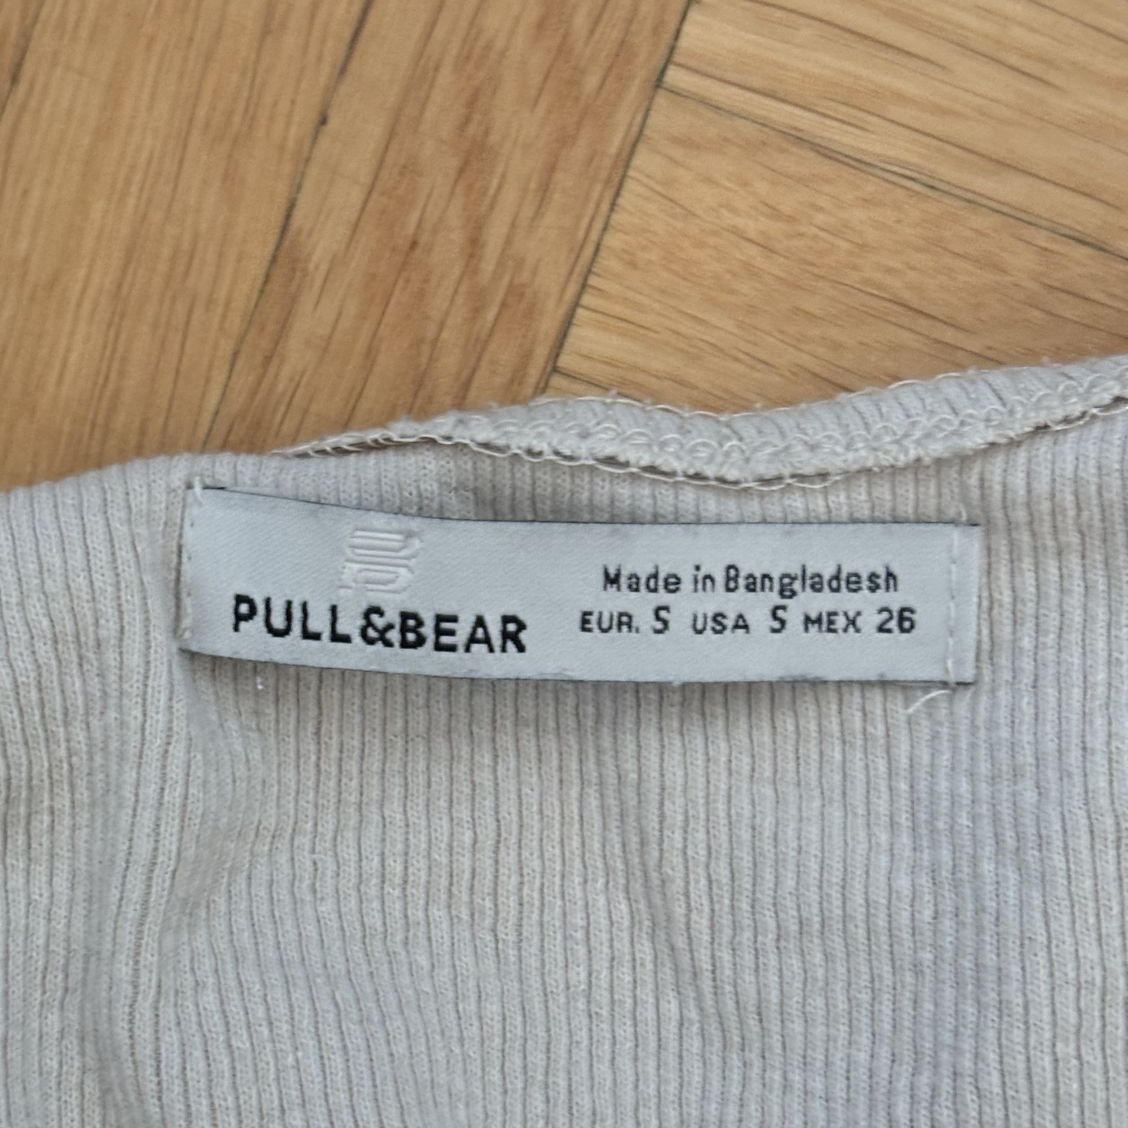 PULL&BEAR
Made in Bangladesh
EUR. S USA S MEX 26